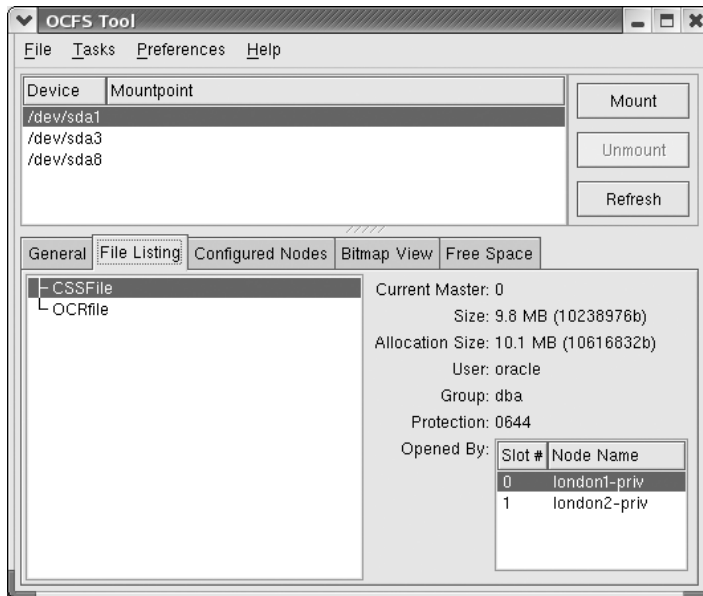 OCFS Tool
File Tasks Preferences Help
Device Mountpoint
/dev/sda1
/dev/sda3
/dev/sda8
Mount
Unmount
Refresh
General File Listing Configured Nodes Bitmap View Free Space
CSSFile
OCRfile
Current Master: 0
Size: 9.8 MB (10238976b)
Allocation Size: 10.1 MB (10616832b)
User: oracle
Group: dba
Protection: 0644
Opened By:
Slot # Node Name
0 london1-priv
1 london2-priv